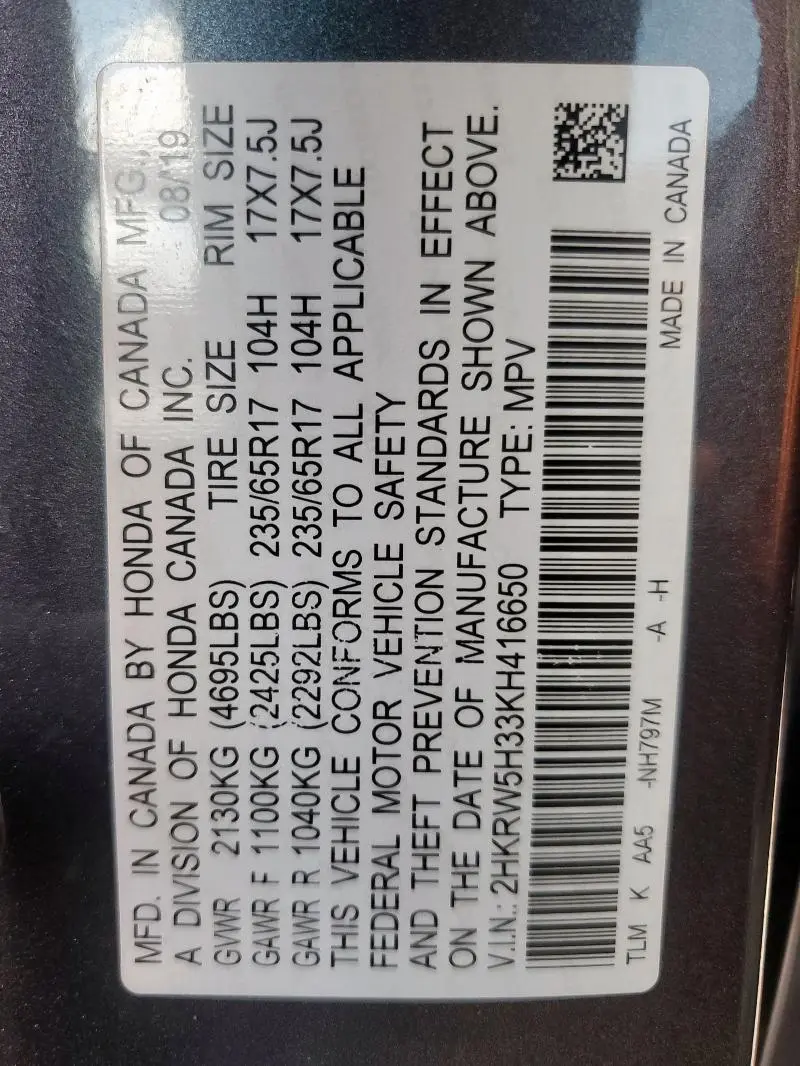 MFD. IN CANADA BY HONDA OF CANADA MFG.,
A DIVISION OF HONDA CANADA INC. 08/19
GVWR 2130KG (4695LBS) TIRE SIZE RIM SIZE
GAWR F 1100KG (2425LBS) 235/65R17 104H 17X7.5J
GAWR R 1040KG (2292LBS) 235/65R17 104H 17X7.5J
THIS VEHICLE CONFORMS TO ALL APPLICABLE
FEDERAL MOTOR VEHICLE SAFETY
AND THEFT PREVENTION STANDARDS IN EFFECT
ON THE DATE OF MANUFACTURE SHOWN ABOVE.
V.I.N.: 2HKRW5H33KH416650 TYPE: MPV
TLM K AA5 -NH797M -A -H MADE IN CANADA